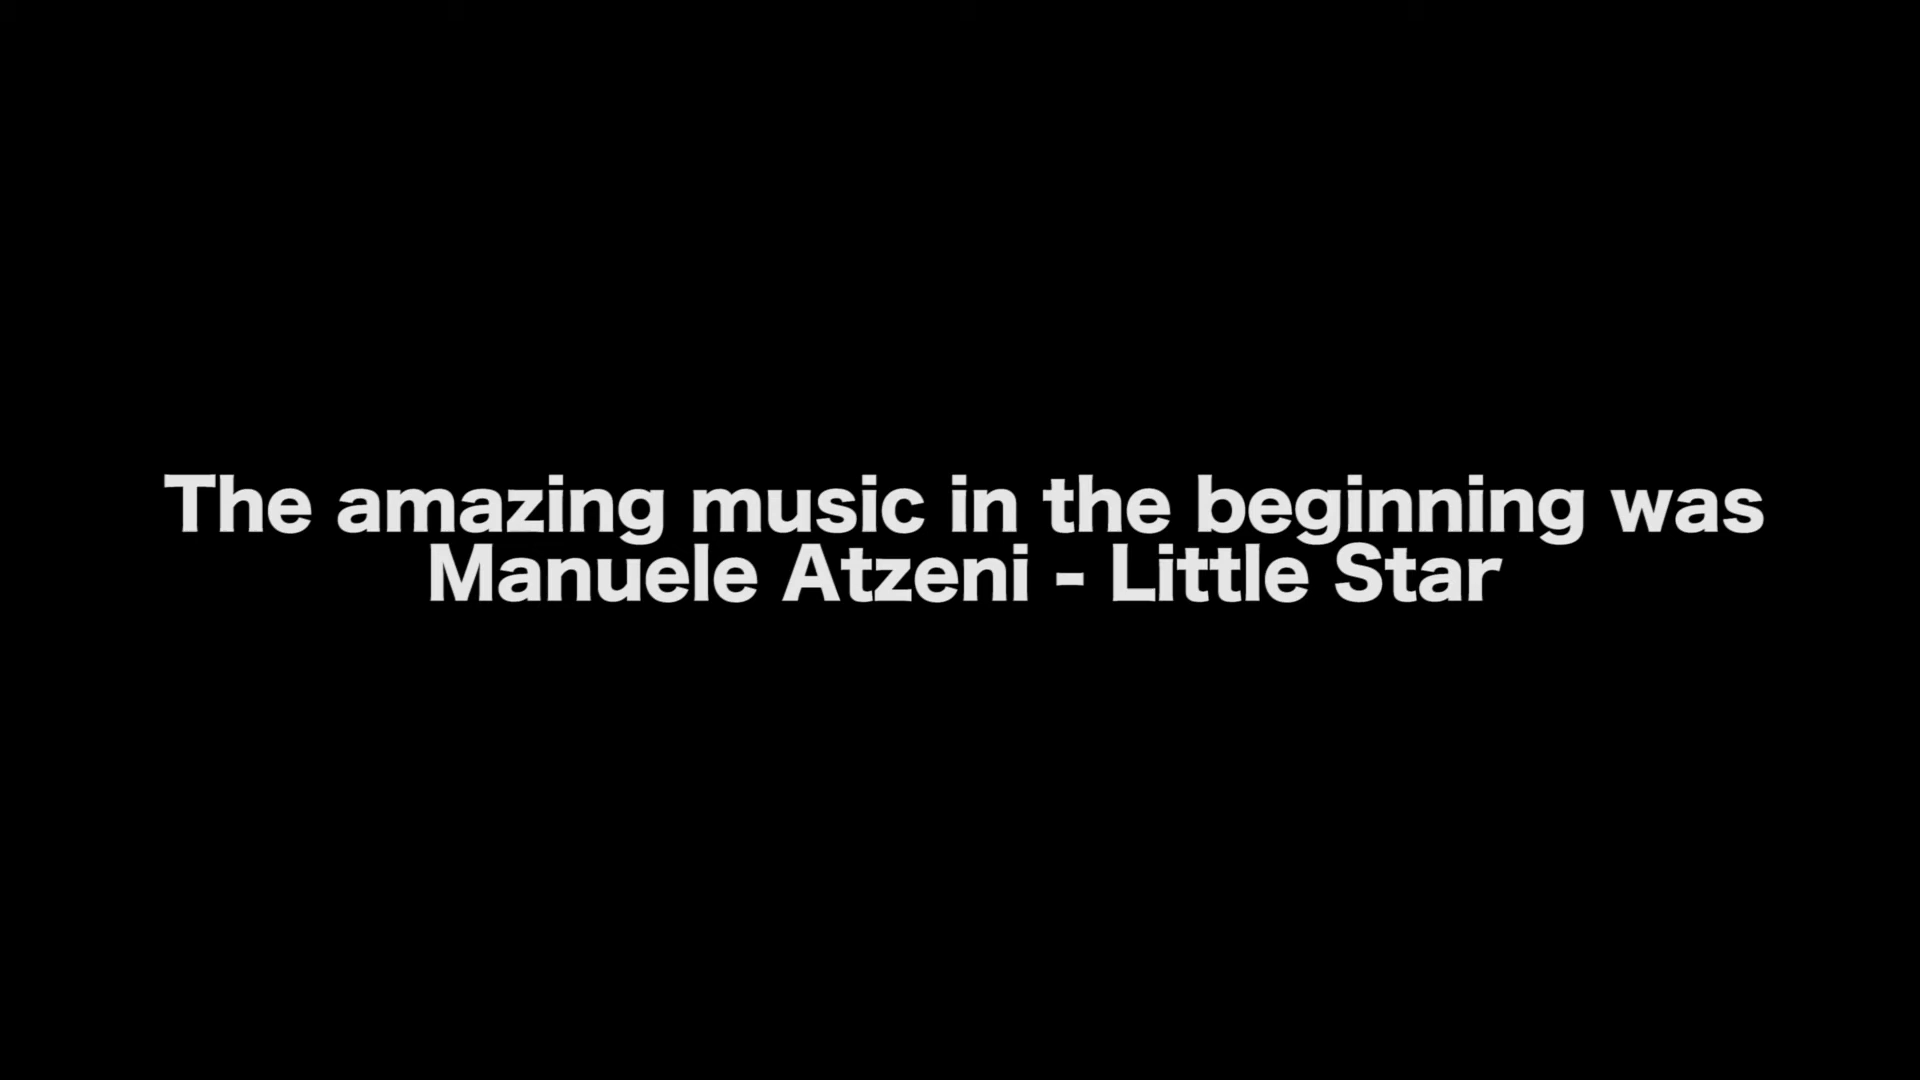 The amazing music in the beginning was
Manuele Atzeni - Little Star